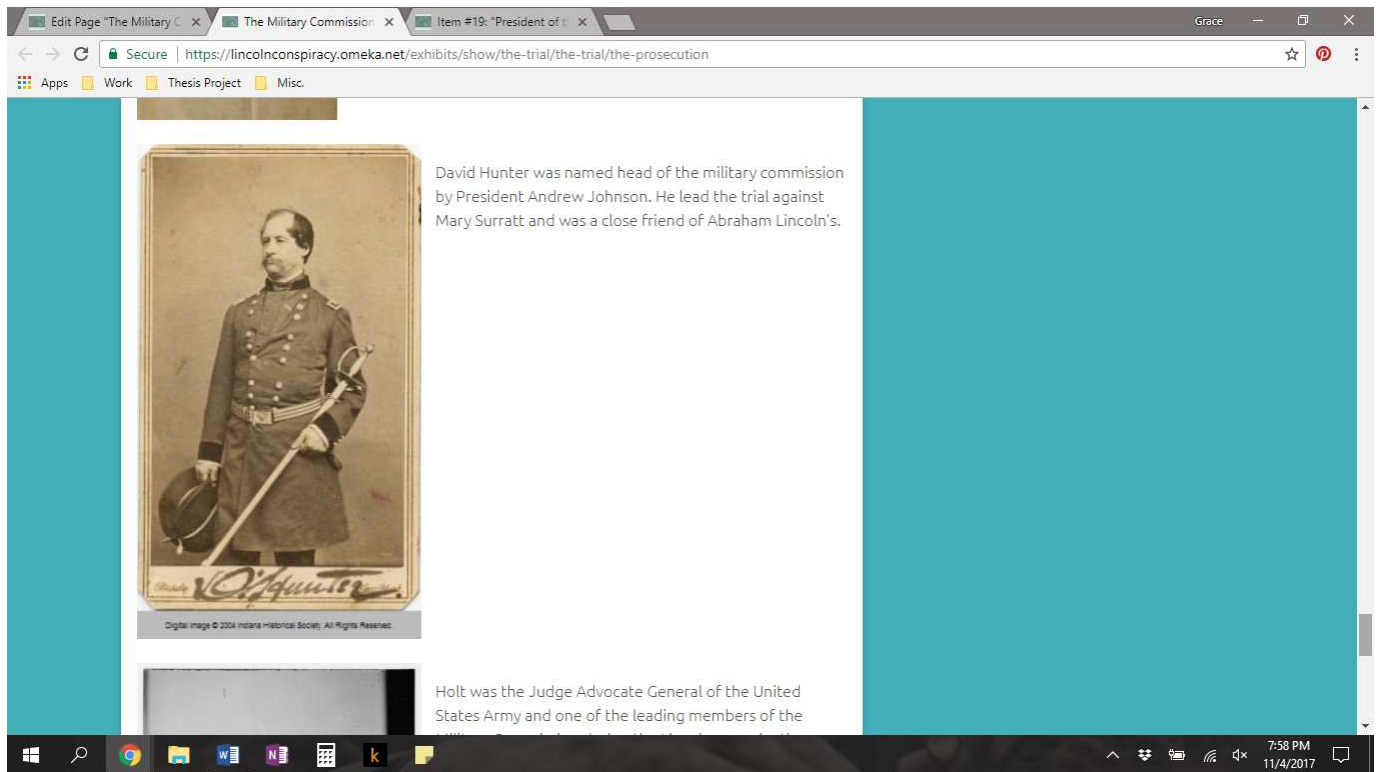 Edit Page "The Military C
The Military Commission
Item #19: "President of t
Grace
Secure
https://lincolnconspiracy.omeka.net/exhibits/show/the-trial/the-trial/the-prosecution
Apps
Work
Thesis Project
Misc.
David Hunter was named head of the military commission
by President Andrew Johnson. He lead the trial against
Mary Surratt and was a close friend of Abraham Lincoln's.
Brady
D. Hunter
Digital Image © 2004 Indiana Historical Society. All Rights Reserved.
Holt was the Judge Advocate General of the United
States Army and one of the leading members of the
7:58 PM
11/4/2017